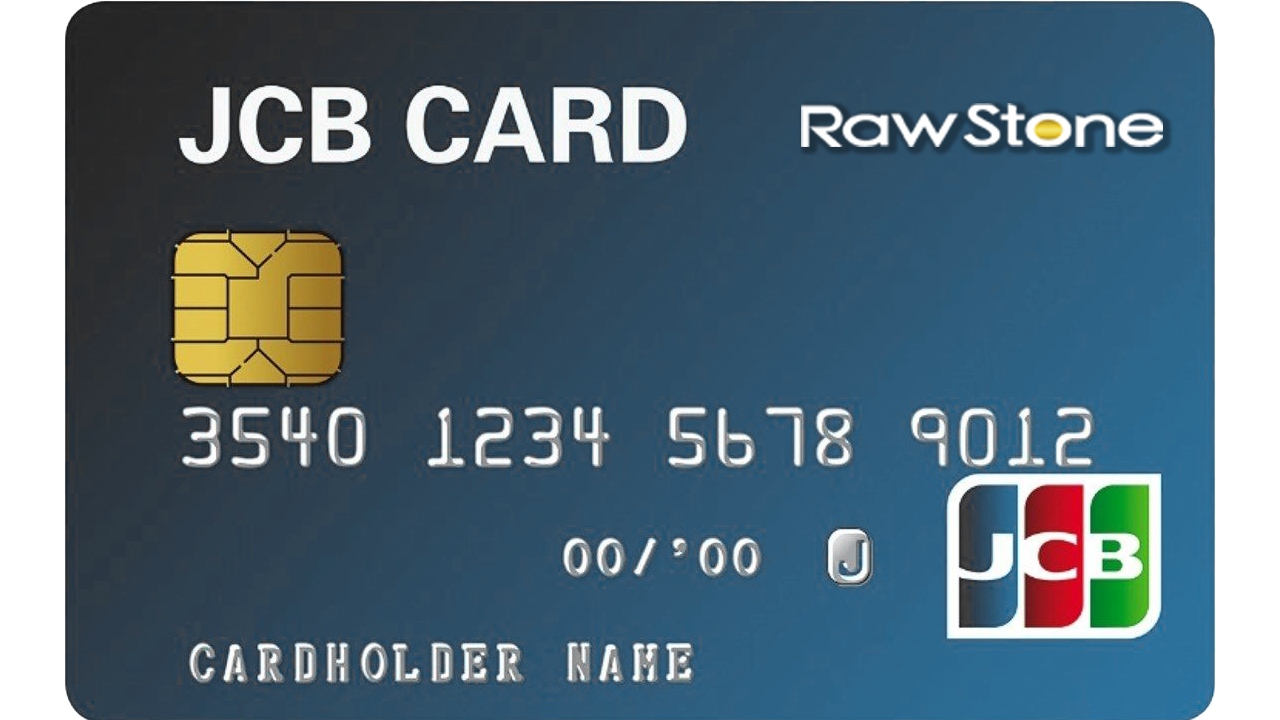 JCB CARD
RawStone
3540 1234 5678 9012
00/’00 J
JCB
CARDHOLDER NAME